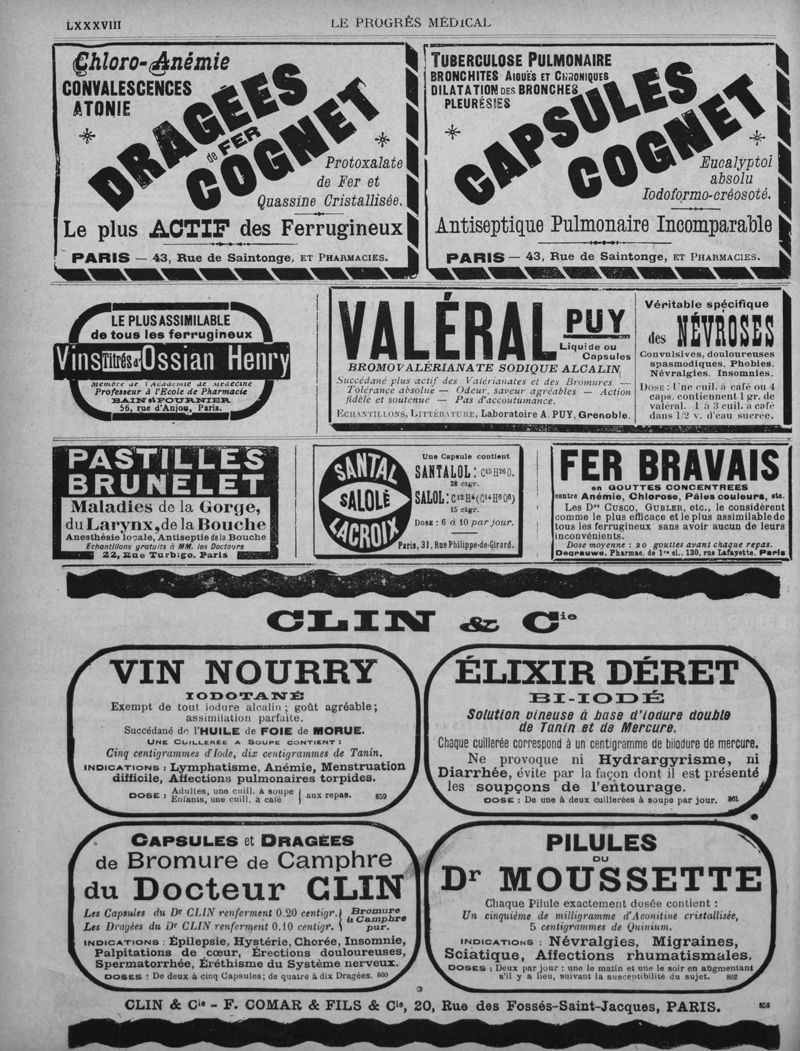 LXXXVIII
LE PROGRÈS MÉDICAL
Chloro-Anémie
CONVALESCENCES
ATONIE
DRAGÉES
de FER
COGNET
Protoxalate
de Fer et
Quassine Cristallisée.
Le plus ACTIF des Ferrugineux
PARIS — 43, Rue de Saintonge, ET PHARMACIES.
TUBERCULOSE PULMONAIRE
BRONCHITES AIGUËS ET CHRONIQUES
DILATATION DES BRONCHES
PLEURÉSIES
CAPSULES
COGNET
Eucalyptol
absolu
Iodoformo-créosoté.
Antiseptique Pulmonaire Incomparable
PARIS — 43, Rue de Saintonge, ET PHARMACIES.
LE PLUS ASSIMILABLE
de tous les ferrugineux
Vins Titrés d'Ossian Henry
Membre de l'Académie de Médecine
Professeur à l'Ecole de Pharmacie
BAIN et FOURNIER
56, rue d'Anjou, Paris.
VALÉRAL PUY
Liquide ou
Capsules
BROMOVALÉRIANATE SODIQUE ALCALIN
Succédané plus actif des Valérianates et des Bromures —
Tolérance absolue — Odeur, saveur agréables — Action
fidèle et soutenue — Pas d'accoutumance.
ECHANTILLONS, LITTÉRATURE, Laboratoire A. PUY, Grenoble.
Véritable spécifique
des NÉVROSES
Convulsives, douloureuses
spasmodiques. Phobies.
Névralgies. Insomnies.
DOSE : Une cuil. à café ou 4
caps. contiennent 1 gr. de
valéral. 1 à 3 cuil. à café
dans 1/2 v. d'eau sucrée.
PASTILLES
BRUNELET
Maladies de la Gorge,
du Larynx, de la Bouche
Anesthésie locale, Antiseptie de la Bouche
Echantillons gratuits à MM. les Docteurs
22, Rue Turbigo. Paris
SANTAL
SALOLÉ
LACROIX
Une Capsule contient
SANTALOL: C15H26O.
28 ctgr.
SALOL: C12H4(C14H6O6)
15 ctgr.
DOSE : 6 à 10 par jour.
Paris, 31, Rue Philippe-de-Girard.
FER BRAVAIS
en GOUTTES CONCENTRÉES
contre Anémie, Chlorose, Pâles couleurs, etc.
Les Drs CUSCO, GUBLER, etc., le considèrent
comme le plus efficace et le plus assimilable de
tous les ferrugineux sans avoir aucun de leurs
inconvénients.
Dose moyenne : 20 gouttes avant chaque repas.
Degrauwe. Pharmac. de 1re cl., 130, rue Lafayette, Paris
CLIN & Cie
VIN NOURRY
IODOTANÉ
Exempt de tout iodure alcalin ; goût agréable ;
assimilation parfaite.
Succédané de l'HUILE de FOIE de MORUE.
UNE CUILLERÉE A SOUPE CONTIENT :
Cinq centigrammes d'Iode, dix centigrammes de Tanin.
INDICATIONS : Lymphatisme, Anémie, Menstruation
difficile, Affections pulmonaires torpides.
DOSE : Adultes, une cuill. à soupe
Enfants, une cuill. à café } aux repas. 859
ÉLIXIR DÉRET
BI-IODÉ
Solution vineuse à base d'iodure double
de Tanin et de Mercure.
Chaque cuillerée correspond à un centigramme de biiodure de mercure.
Ne provoque ni Hydrargyrisme, ni
Diarrhée, évite par la façon dont il est présenté
les soupçons de l'entourage.
DOSE : De une à deux cuillerées à soupe par jour. 861
CAPSULES et DRAGÉES
de Bromure de Camphre
du Docteur CLIN
Les Capsules du Dr CLIN renferment 0.20 centigr.
Les Dragées du Dr CLIN renferment 0.10 centigr. } Bromure de Camphre pur.
INDICATIONS : Épilepsie, Hystérie, Chorée, Insomnie,
Palpitations de cœur, Érections douloureuses,
Spermatorrhée, Éréthisme du Système nerveux.
DOSES : De deux à cinq Capsules; de quatre à dix Dragées. 860
PILULES
DU
Dr MOUSSETTE
Chaque Pilule exactement dosée contient :
Un cinquième de milligramme d'Aconitine cristallisée,
5 centigrammes de Quinium.
INDICATIONS : Névralgies, Migraines,
Sciatique, Affections rhumatismales.
DOSES : Deux par jour : une le matin et une le soir en augmentant
s'il y a lieu, suivant la susceptibilité du sujet. 862
CLIN & Cie - F. COMAR & FILS & Cie, 20, Rue des Fossés-Saint-Jacques, PARIS. 858